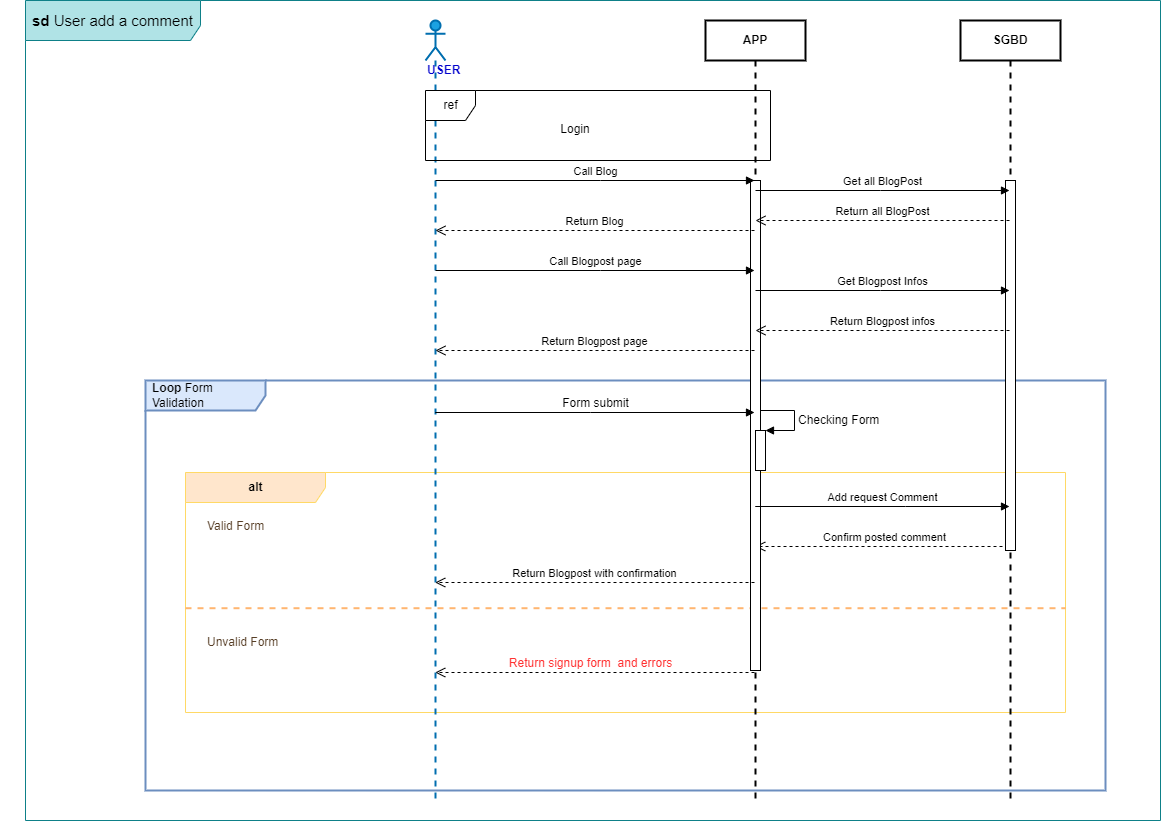 sd User add a comment
USER
APP
SGBD
ref
Login
Call Blog
Get all BlogPost
Return all BlogPost
Return Blog
Call Blogpost page
Get Blogpost Infos
Return Blogpost infos
Return Blogpost page
Loop Form
Validation
Form submit
Checking Form
alt
Add request Comment
Valid Form
Confirm posted comment
Return Blogpost with confirmation
Unvalid Form
Return signup form and errors